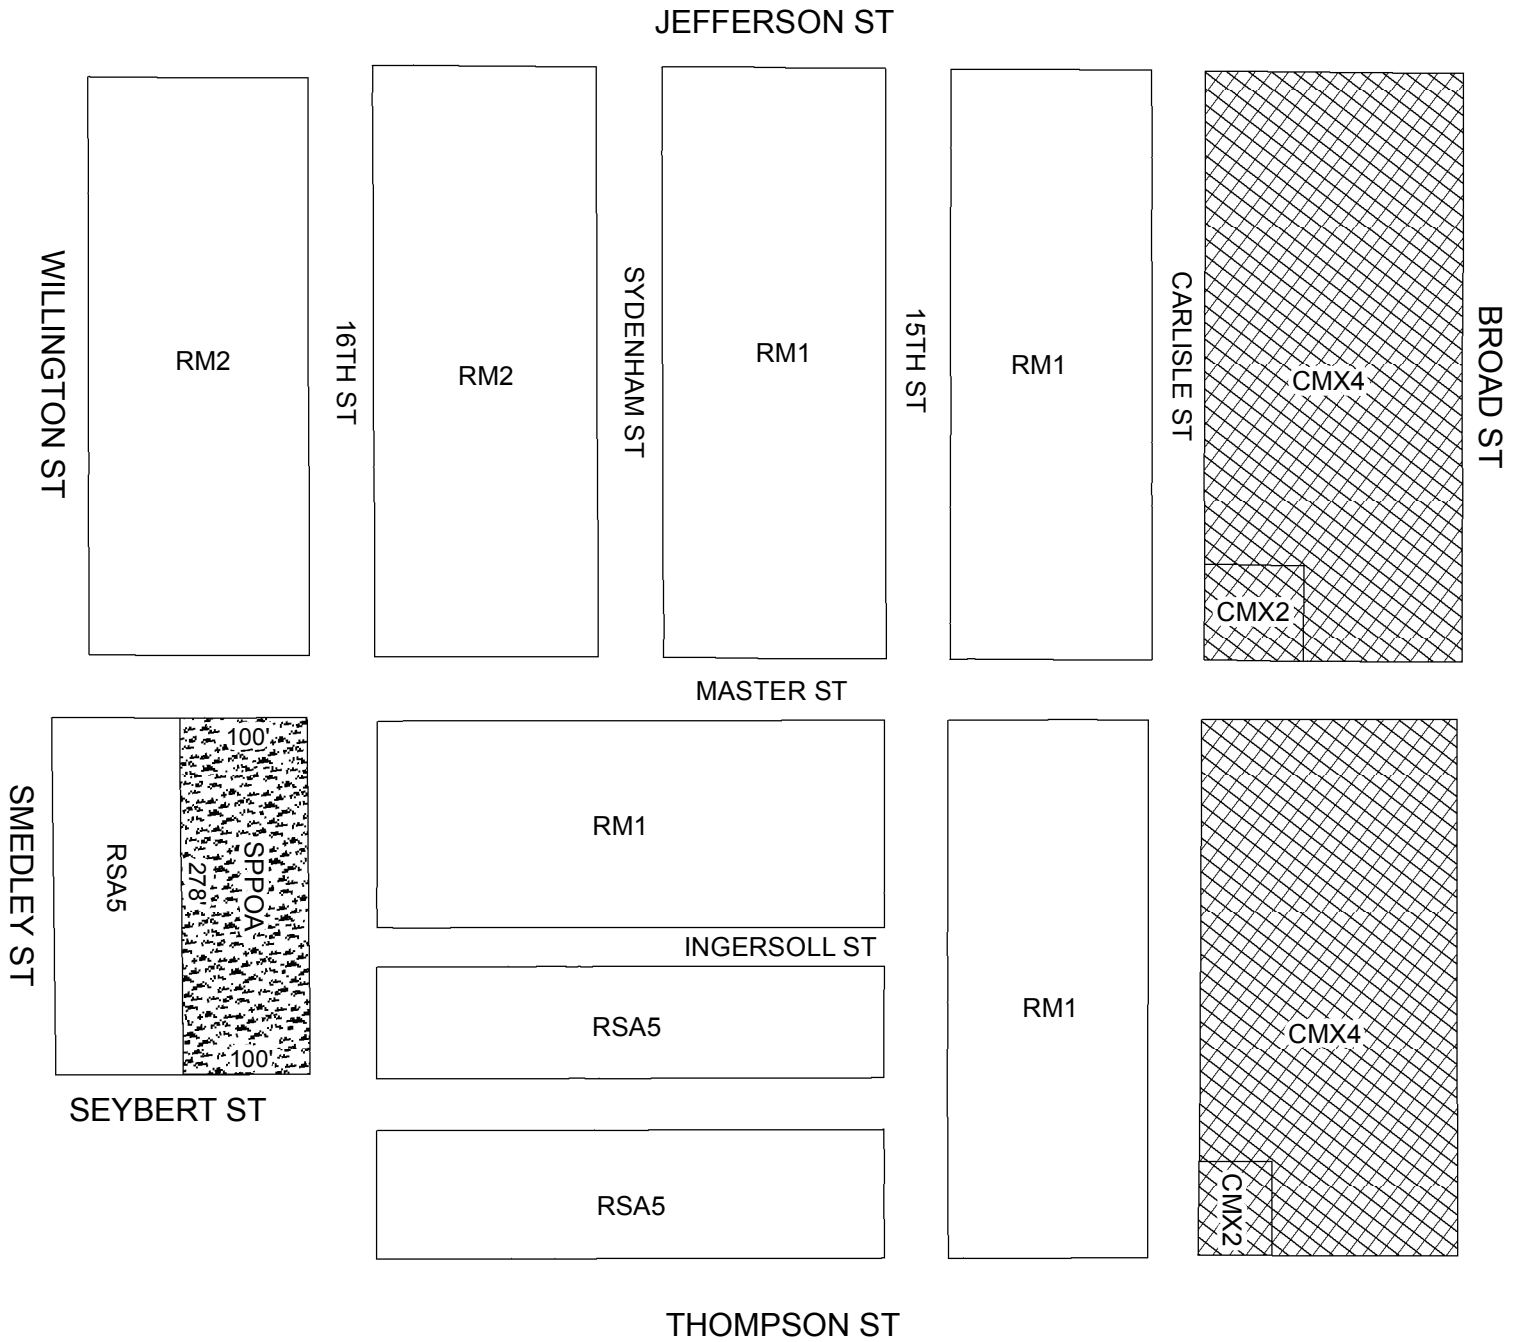 JEFFERSON ST
WILLINGTON ST
RM2
16TH ST
RM2
SYDENHAM ST
RM1
15TH ST
RM1
CARLISLE ST
CMX4
BROAD ST
CMX2
MASTER ST
SMEDLEY ST
RSA5
100'
278'
SPPOA
100'
SEYBERT ST
RM1
INGERSOLL ST
RSA5
RSA5
RM1
CMX4
CMX2
THOMPSON ST